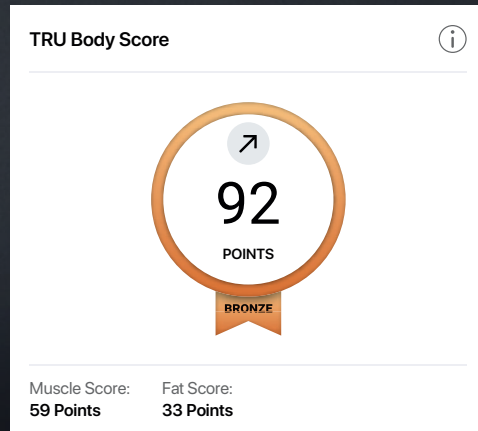 TRU Body Score
92
POINTS
BRONZE
Muscle Score: Fat Score:
59 Points 33 Points